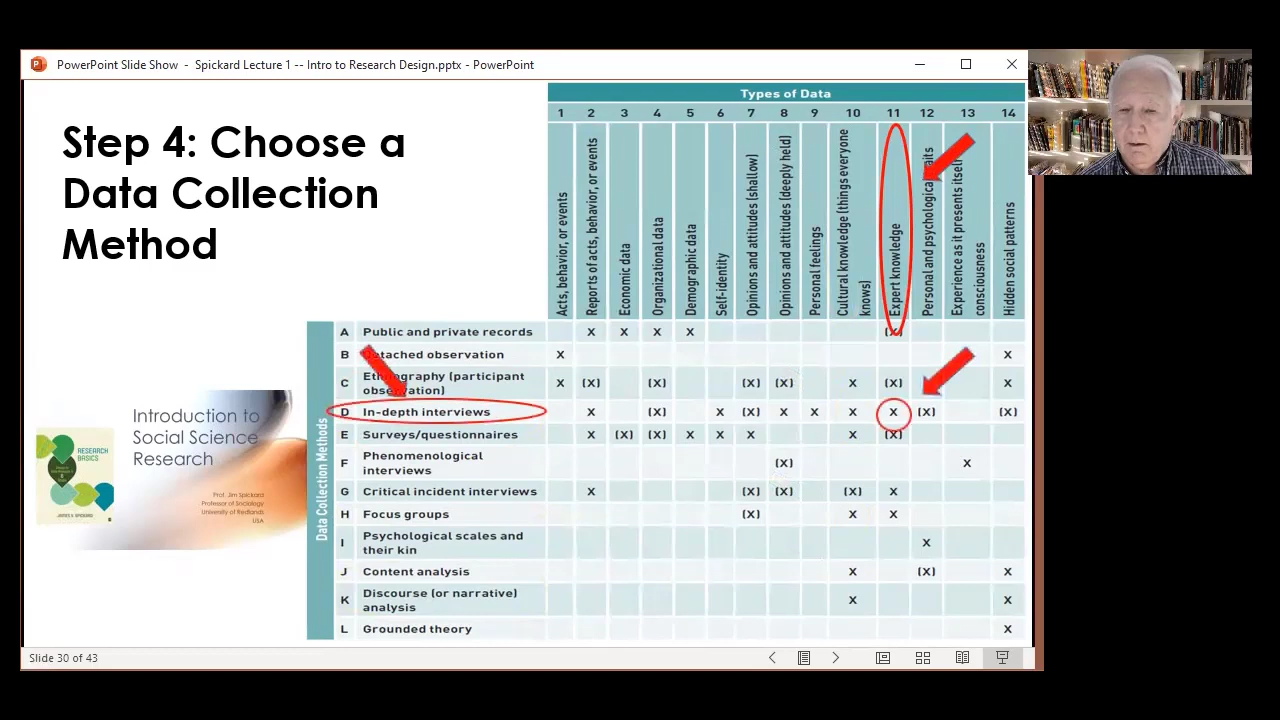 PowerPoint Slide Show - Spickard Lecture 1 -- Intro to Research Design.pptx - PowerPoint
Step 4: Choose a
Data Collection
Method
Types of Data
1 2 3 4 5 6 7 8 9 10 11 12 13 14
Acts, behavior, or events
Reports of acts, behavior, or events
Economic data
Organizational data
Demographic data
Self-identity
Opinions and attitudes (shallow)
Opinions and attitudes (deeply held)
Personal feelings
Cultural knowledge (things everyone
knows)
Expert knowledge
Personal and psychological traits
Experience as it presents itself
consciousness
Hidden social patterns
Data Collection Methods
A Public and private records X X X X (X)
B Detached observation X X
C Ethnography (participant
observation) X (X) (X) (X) (X) X (X) X
D In-depth interviews X (X) X (X) X X X X (X) (X)
E Surveys/questionnaires X (X) (X) X X X X (X)
F Phenomenological
interviews (X) X
G Critical incident interviews X (X) (X) (X) X
H Focus groups (X) X X
I Psychological scales and
their kin X
J Content analysis X (X) X
K Discourse (or narrative)
analysis X X
L Grounded theory X
Introduction to
Social Science
Research
Prof. Jim Spickard
Professor of Sociology
University of Redlands
USA
RESEARCH
BASICS
JAMES V. SPICKARD
Slide 30 of 43